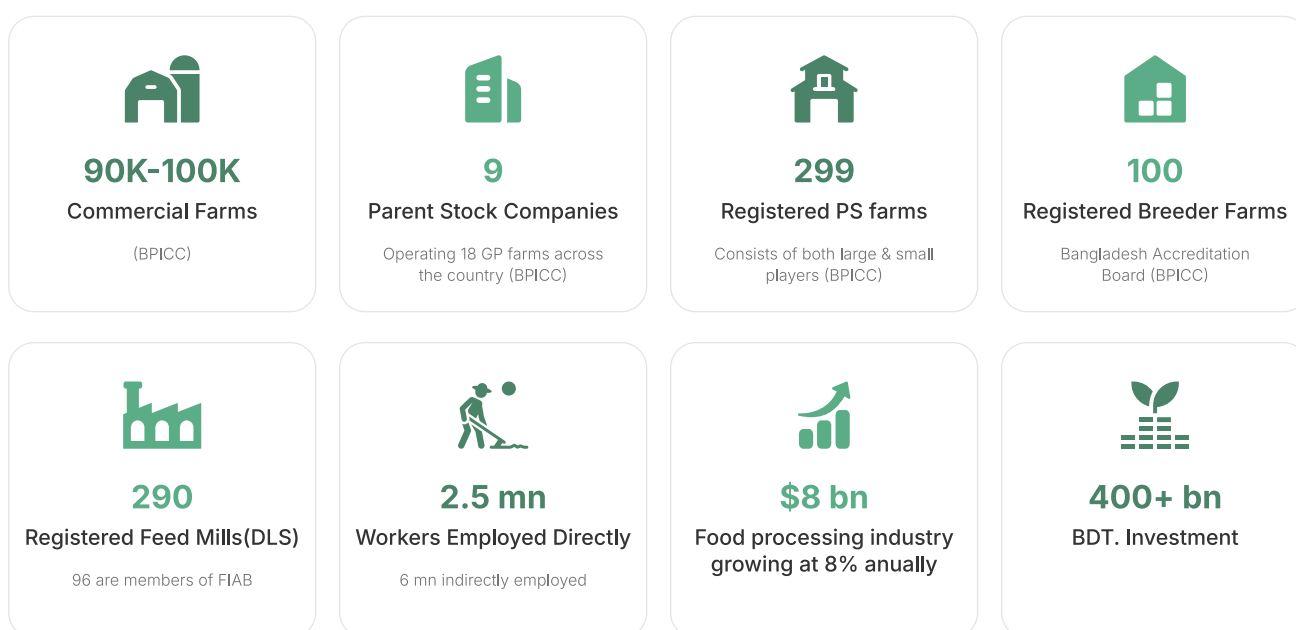 90K-100K
Commercial Farms
(BPICC)
9
Parent Stock Companies
Operating 18 GP farms across
the country (BPICC)
299
Registered PS farms
Consists of both large & small
players (BPICC)
100
Registered Breeder Farms
Bangladesh Accreditation
Board (BPICC)
290
Registered Feed Mills(DLS)
96 are members of FIAB
2.5 mn
Workers Employed Directly
6 mn indirectly employed
$8 bn
Food processing industry
growing at 8% anually
400+ bn
BDT. Investment